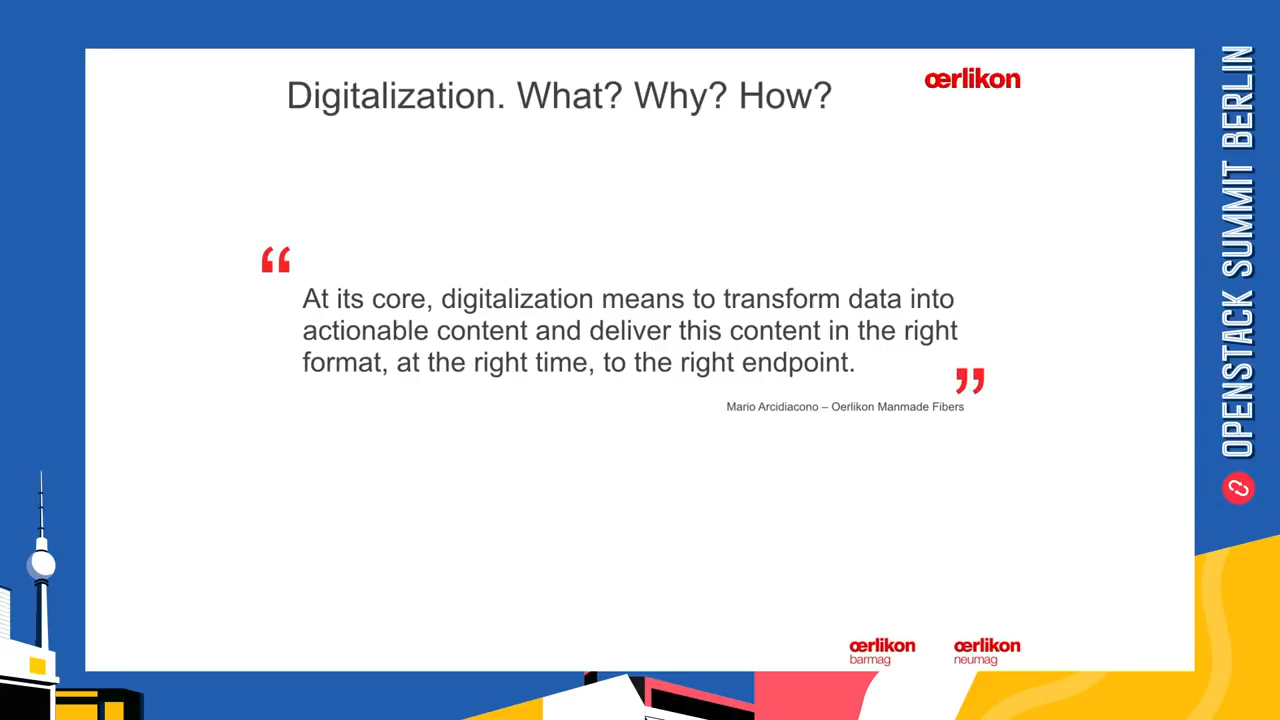 Digitalization. What? Why? How?
œrlikon
“
At its core, digitalization means to transform data into
actionable content and deliver this content in the right
format, at the right time, to the right endpoint.
”
Mario Arcidiacono – Oerlikon Manmade Fibers
œrlikon
barmag
œrlikon
neumag
OPENSTACK SUMMIT BERLIN